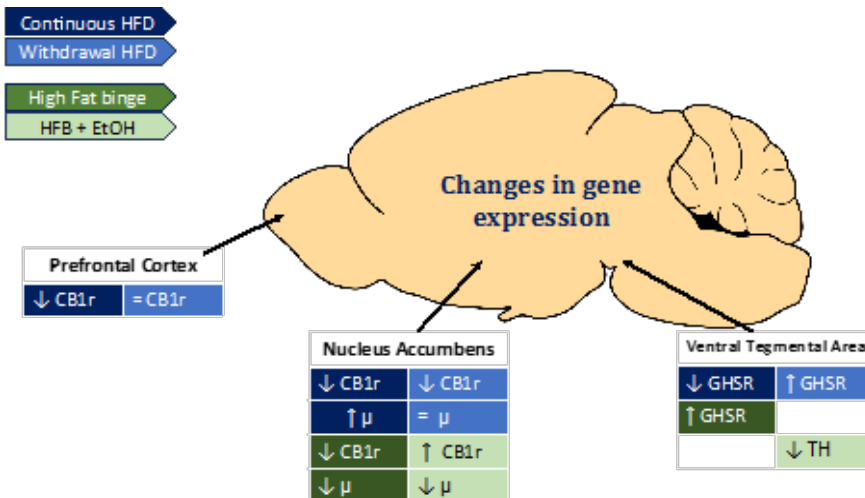 Continuous HFD
Withdrawal HFD
High Fat binge
HFB + EtOH
Changes in gene
expression
Prefrontal Cortex
↓ CB1r = CB1r
Nucleus Accumbens
↓ CB1r ↓ CB1r
↑ μ = μ
↓ CB1r ↑ CB1r
↓ μ ↓ μ
Ventral Tegmental Area
↓ GHSR ↑ GHSR
↑ GHSR
↓ TH